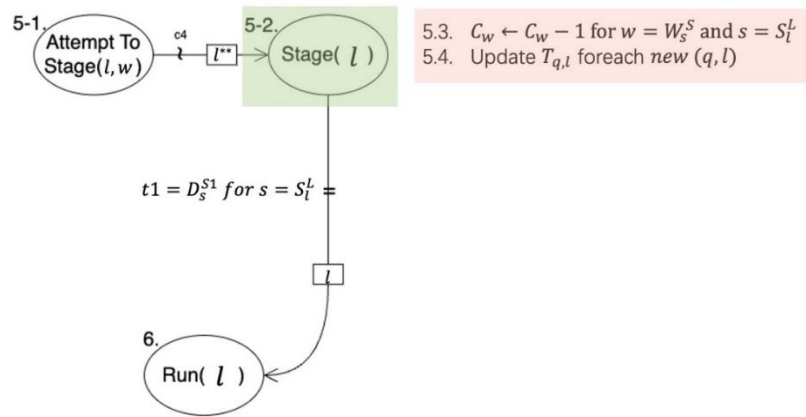 5-1.
Attempt To
Stage(l, w)
c4
l**
5-2.
Stage( l )
5.3. C_w ← C_w − 1 for w = W_s^S and s = S_l^L
5.4. Update T_{q,l} foreach new (q, l)
t1 = D_s^{S1} for s = S_l^L
l
6.
Run( l )